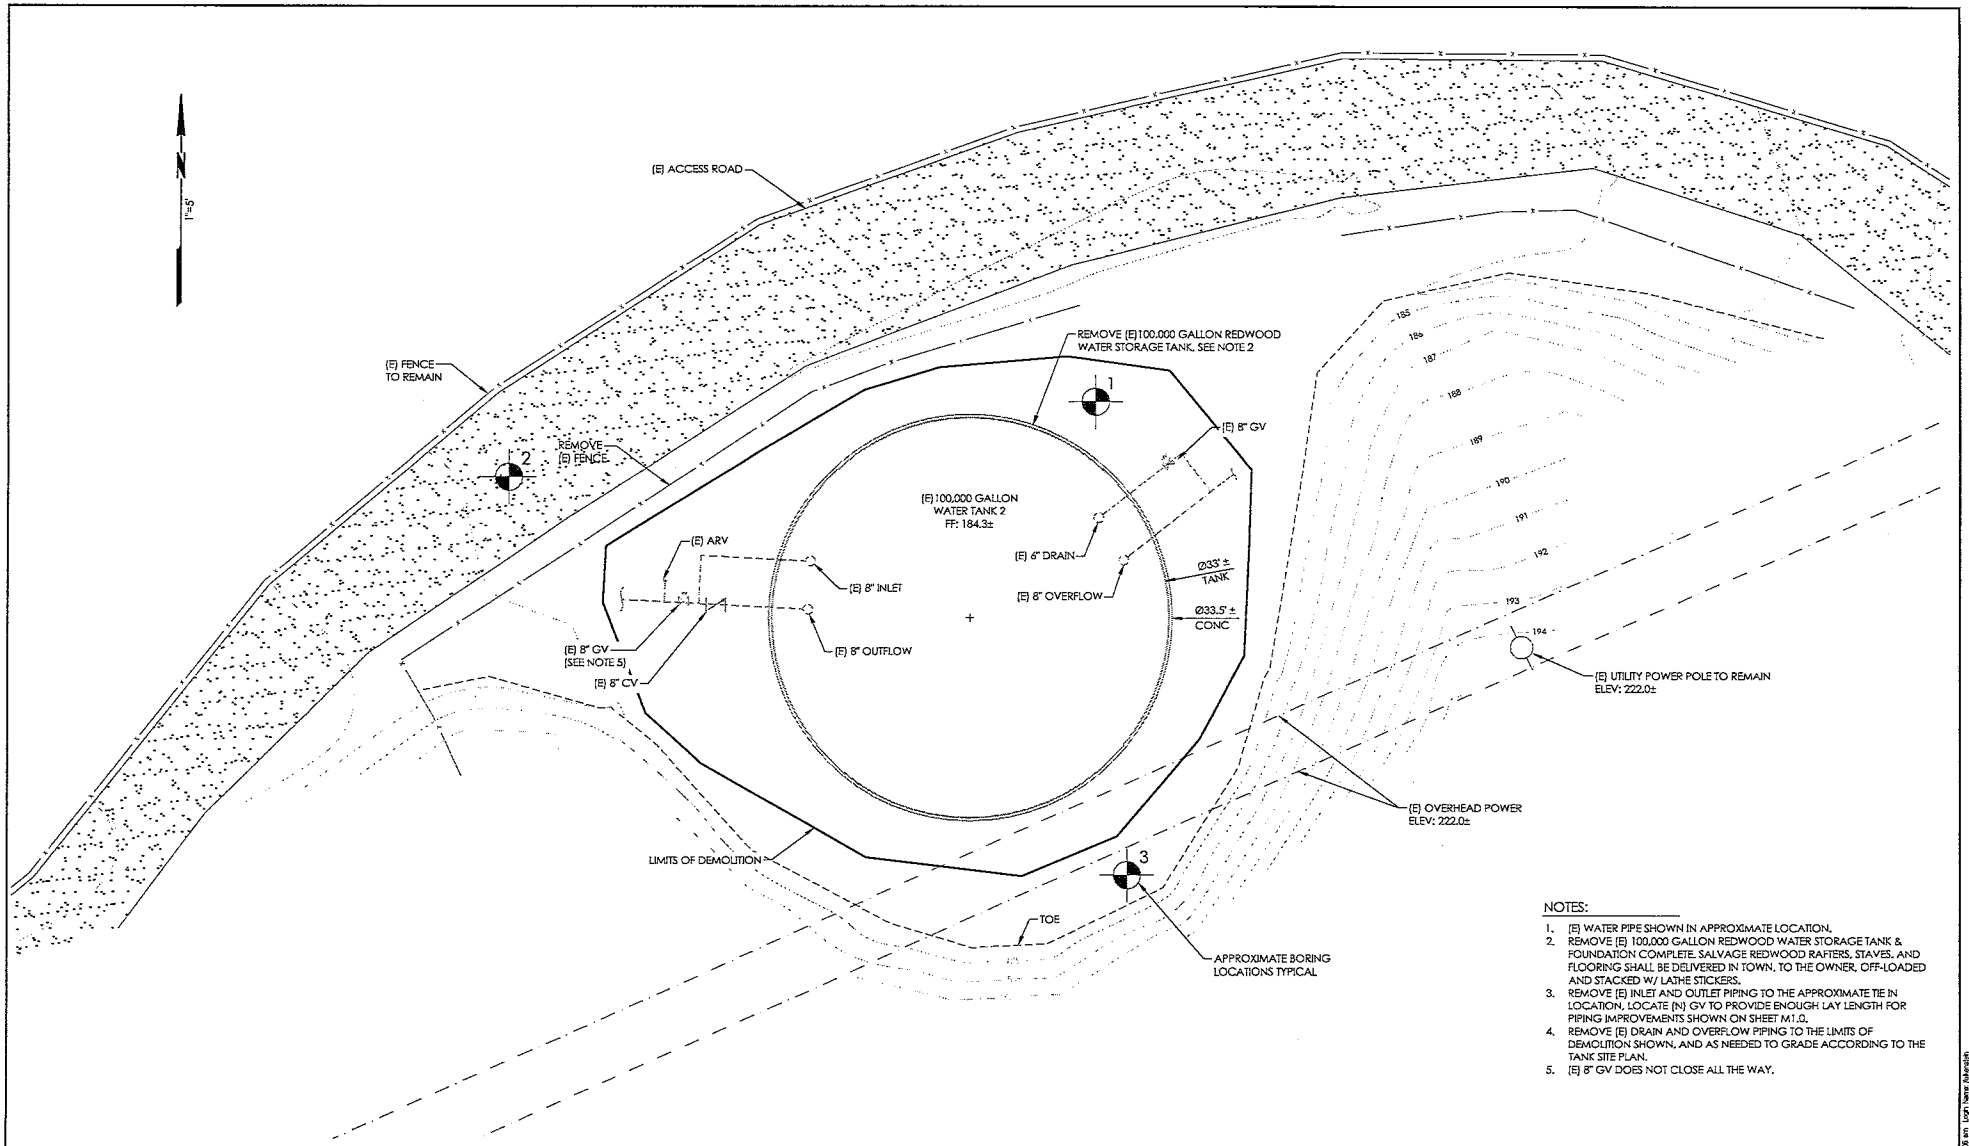 N
1"=5'
(E) ACCESS ROAD
(E) FENCE
TO REMAIN
REMOVE
(E) FENCE
2
REMOVE (E)100,000 GALLON REDWOOD
WATER STORAGE TANK, SEE NOTE 2
1
(E) 8" GV
(E)100,000 GALLON
WATER TANK 2
FF: 184.3±
(E) ARV
(E) 8" INLET
(E) 6" DRAIN
(E) 8" OVERFLOW
Ø33' ±
TANK
Ø33.5' ±
CONC
(E) 8" GV
(SEE NOTE 5)
(E) 8" CV
(E) 8" OUTFLOW
185
186
187
188
189
190
191
192
193
194
(E) UTILITY POWER POLE TO REMAIN
ELEV: 222.0±
(E) OVERHEAD POWER
ELEV: 222.0±
LIMITS OF DEMOLITION
3
TOE
APPROXIMATE BORING
LOCATIONS TYPICAL
NOTES:
1. (E) WATER PIPE SHOWN IN APPROXIMATE LOCATION.
2. REMOVE (E) 100,000 GALLON REDWOOD WATER STORAGE TANK &
FOUNDATION COMPLETE. SALVAGE REDWOOD RAFTERS, STAVES, AND
FLOORING SHALL BE DELIVERED IN TOWN, TO THE OWNER, OFF-LOADED
AND STACKED W/ LATHE STICKERS.
3. REMOVE (E) INLET AND OUTLET PIPING TO THE APPROXIMATE TIE IN
LOCATION, LOCATE (N) GV TO PROVIDE ENOUGH LAY LENGTH FOR
PIPING IMPROVEMENTS SHOWN ON SHEET M1.0.
4. REMOVE (E) DRAIN AND OVERFLOW PIPING TO THE LIMITS OF
DEMOLITION SHOWN, AND AS NEEDED TO GRADE ACCORDING TO THE
TANK SITE PLAN.
5. (E) 8" GV DOES NOT CLOSE ALL THE WAY.
am Login Name: